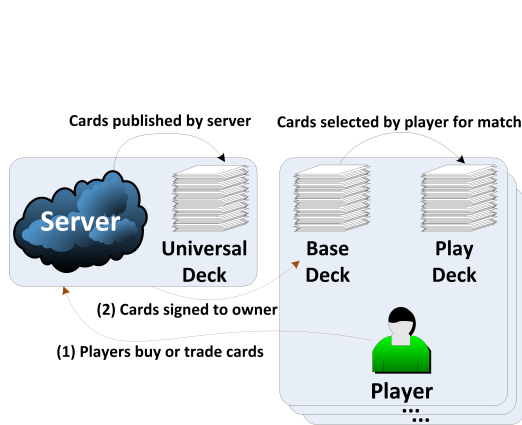 Cards published by server
Cards selected by player for match
Server
Universal
Deck
Base
Deck
Play
Deck
(2) Cards signed to owner
(1) Players buy or trade cards
Player
...
...